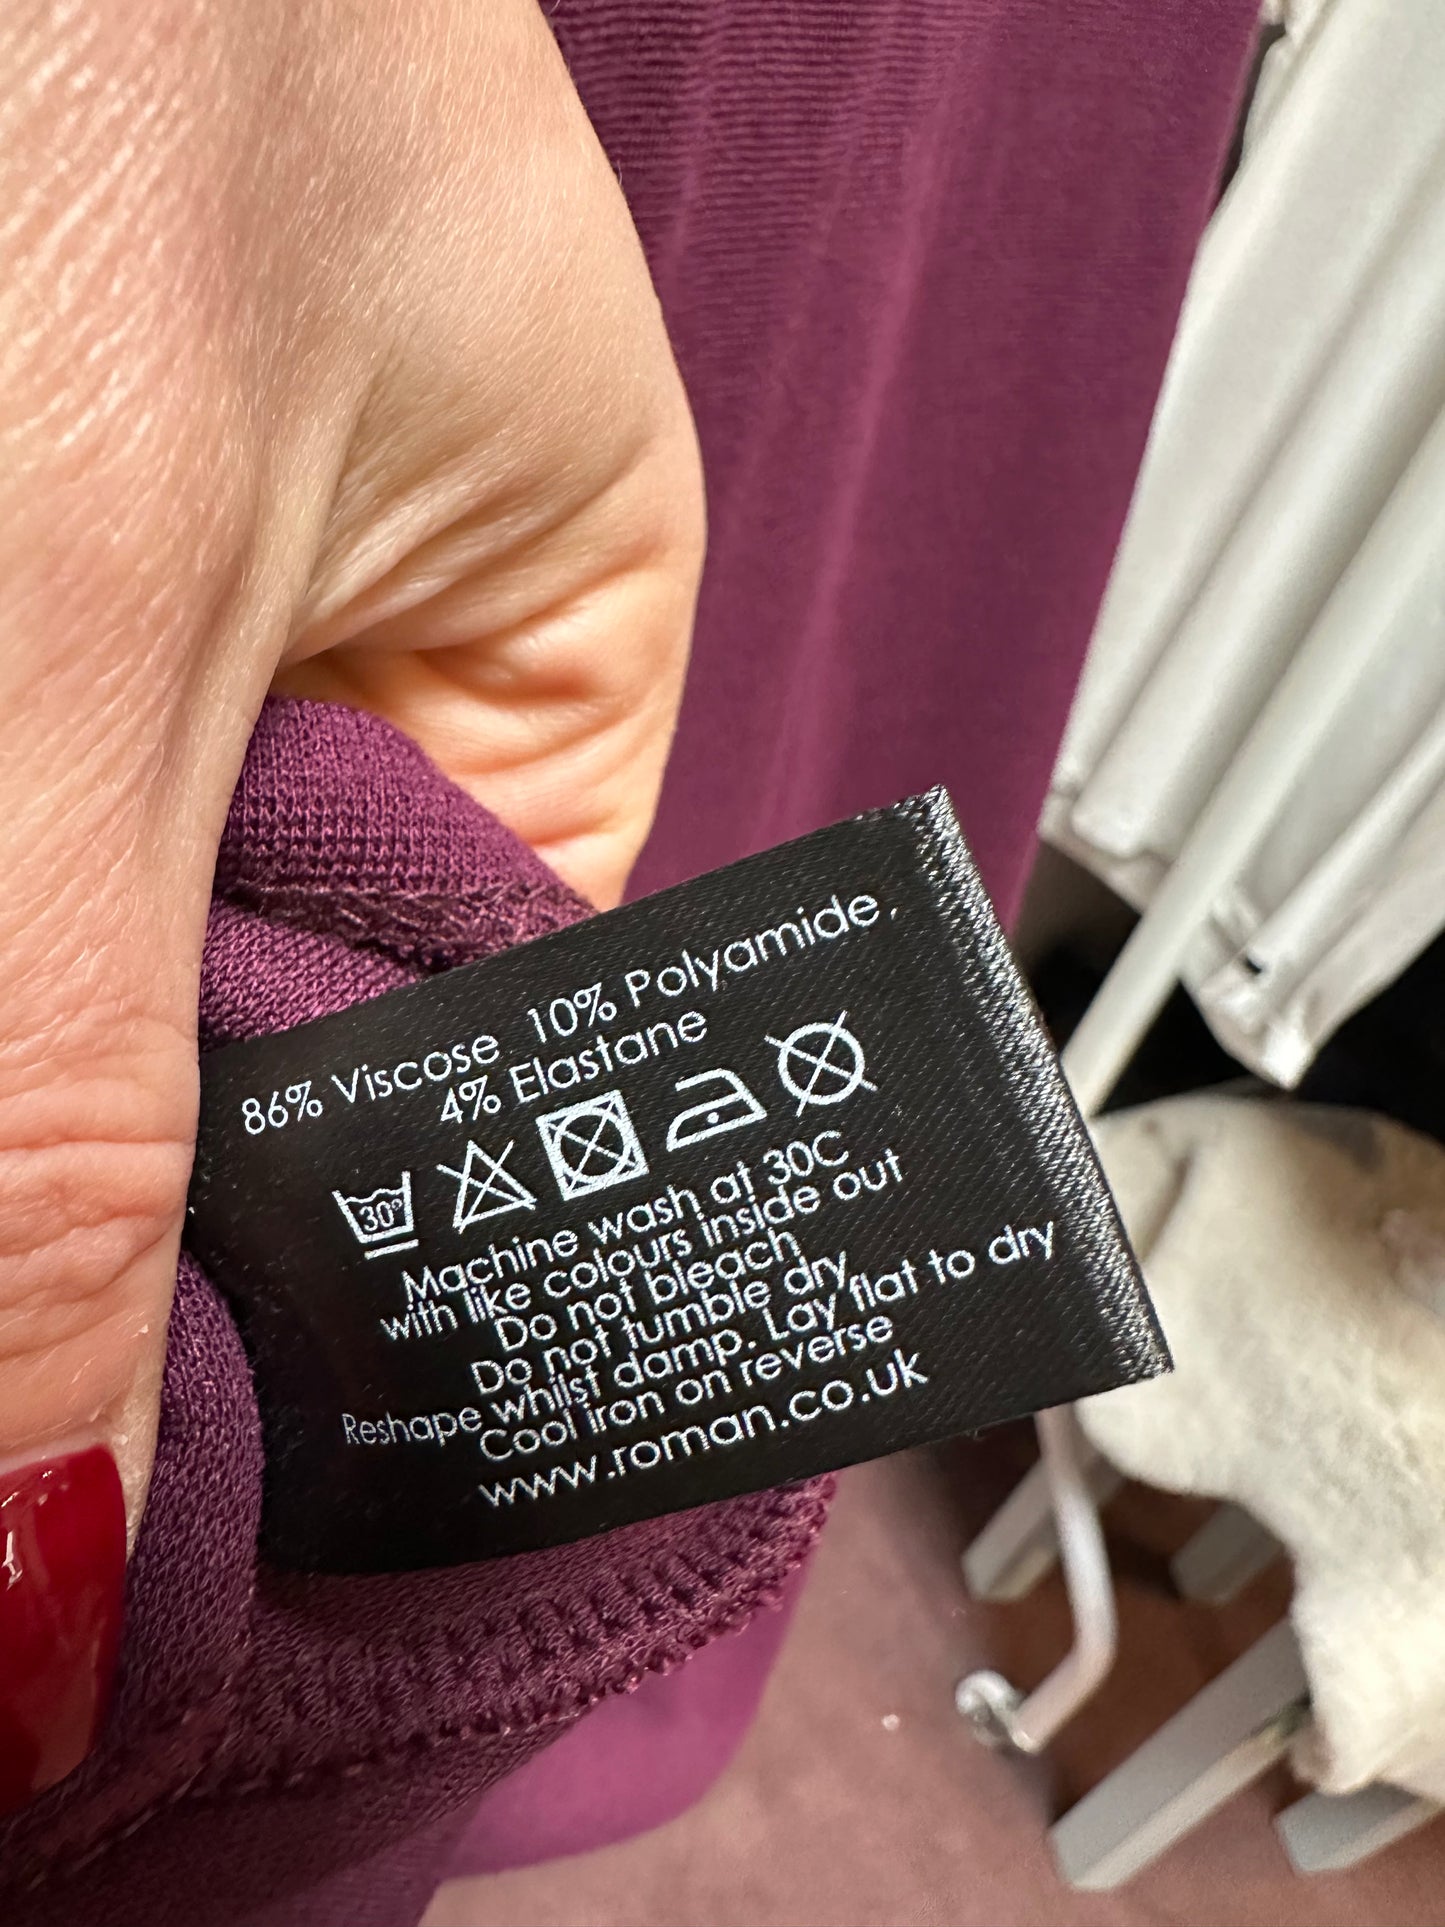 86% Viscose 10% Polyamide,
4% Elastane
30°
Machine wash at 30C
with like colours inside out
Do not bleach
Do not tumble dry
Reshape whilst damp. Lay flat to dry
Cool iron on reverse
www.roman.co.uk